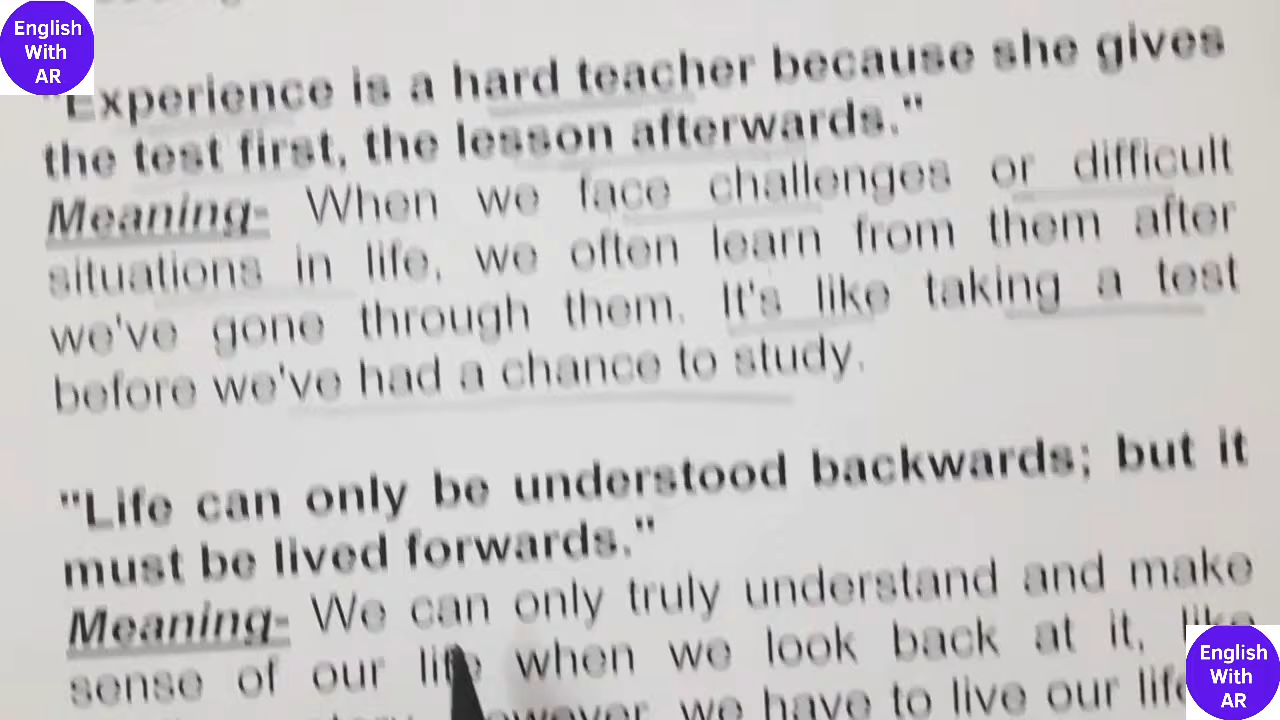 English
With
AR
"Experience is a hard teacher because she gives
the test first, the lesson afterwards."
Meaning- When we face challenges or difficult
situations in life, we often learn from them after
we've gone through them. It's like taking a test
before we've had a chance to study.
"Life can only be understood backwards; but it
must be lived forwards."
Meaning- We can only truly understand and make
sense of our life when we look back at it, like
we have to live our life
English
With
AR